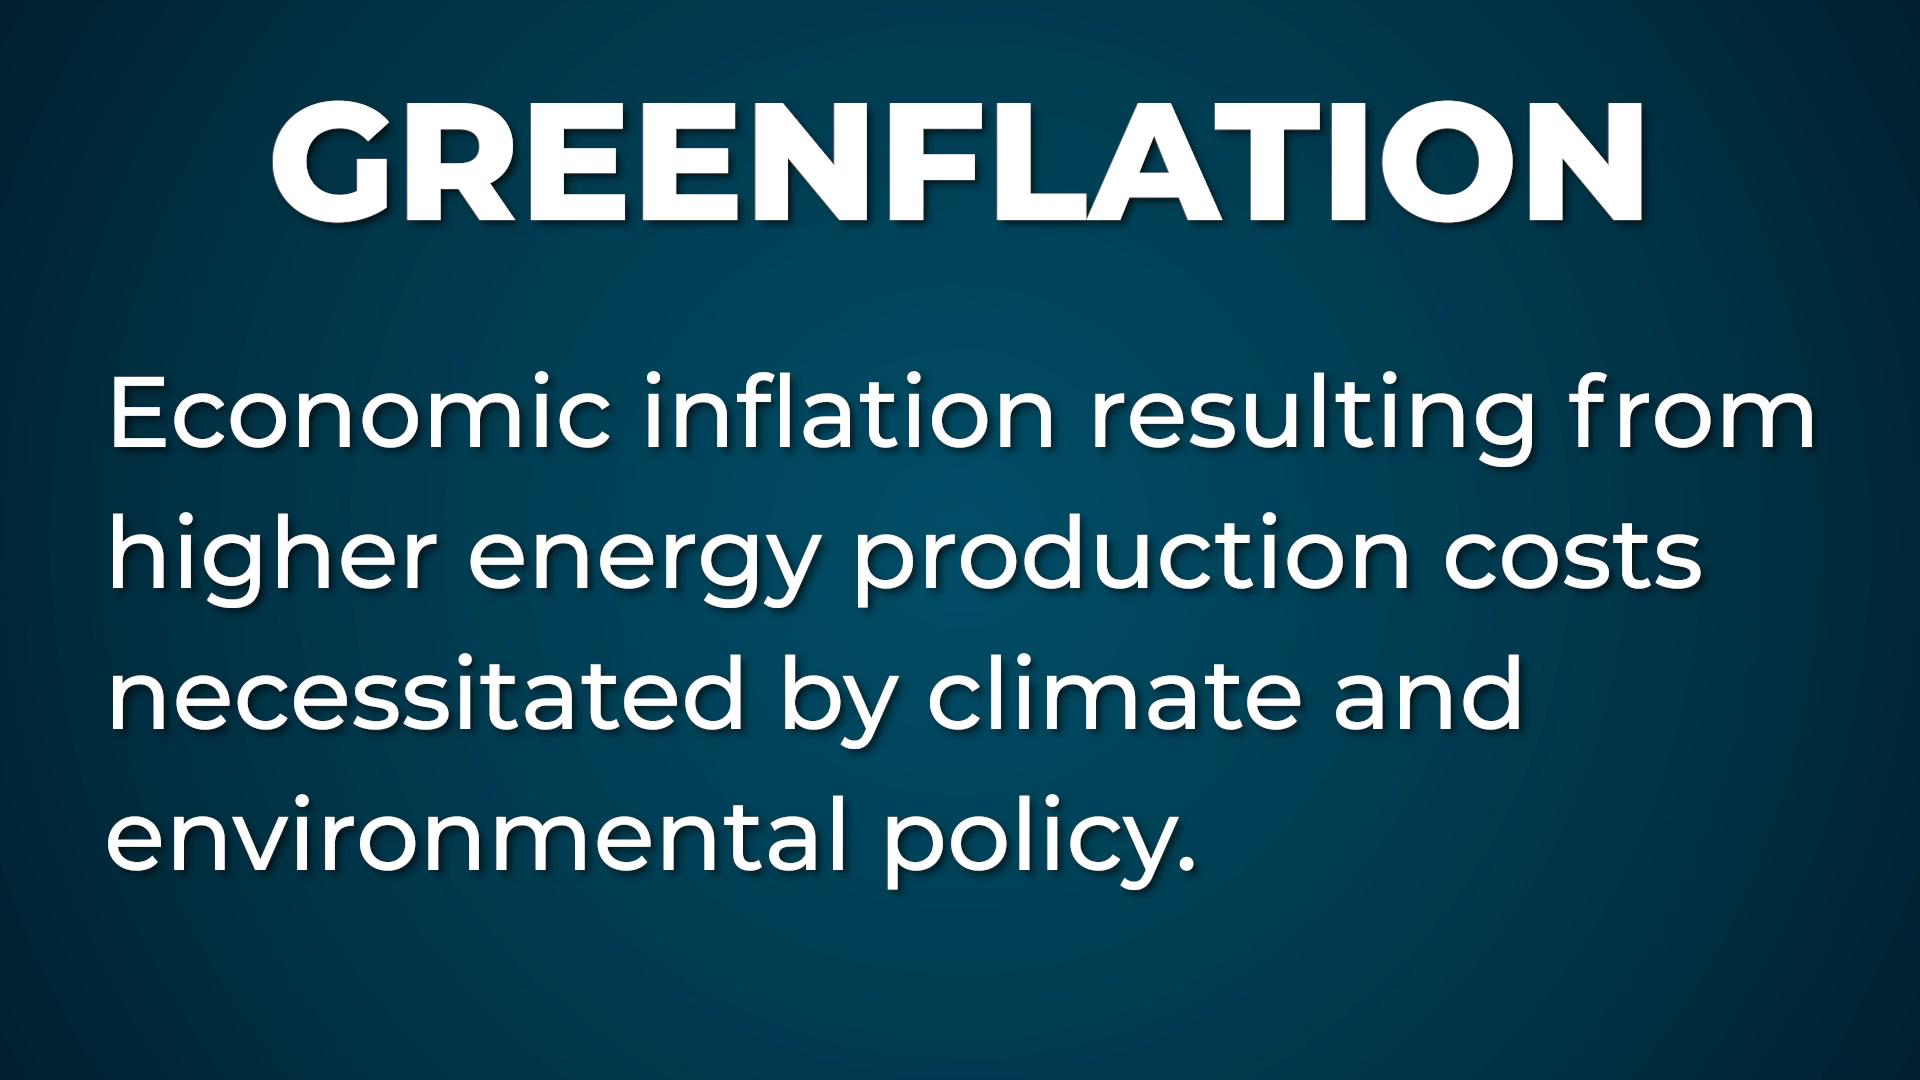 GREENFLATION
Economic inflation resulting from
higher energy production costs
necessitated by climate and
environmental policy.